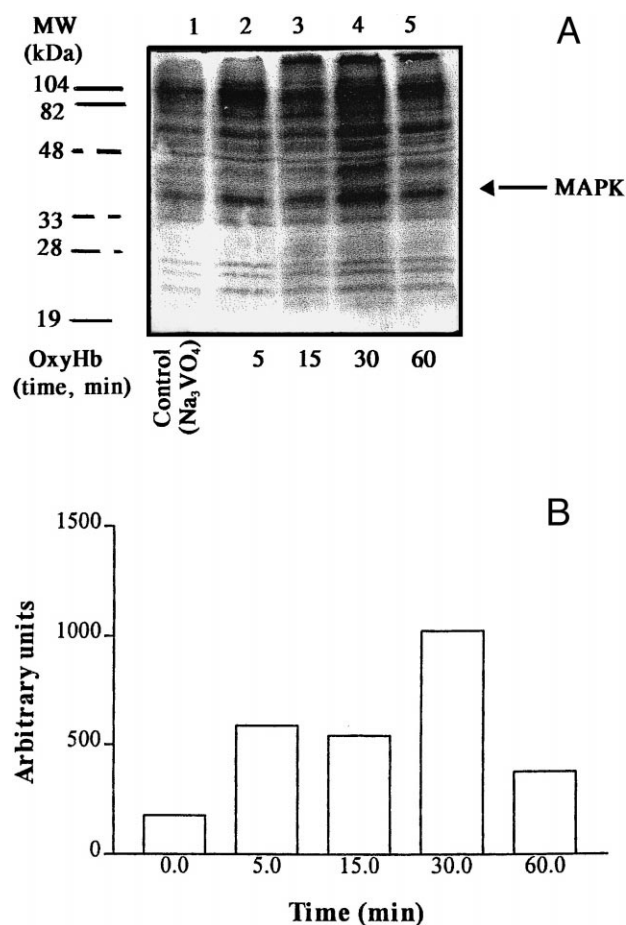 MW
(kDa)
1 2 3 4 5
A
104
82
48
33
28
19
MAPK
OxyHb
(time, min)
Control
(Na₃VO₄)
5 15 30 60
B
1500
1000
500
0
Arbitrary units
0.0 5.0 15.0 30.0 60.0
Time (min)